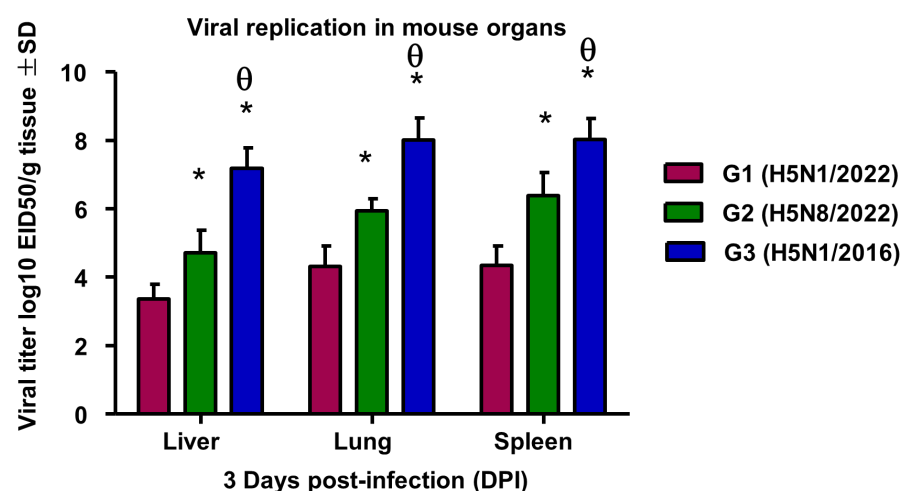 Viral replication in mouse organs
Viral titer log10 EID50/g tissue ±SD
10
8
6
4
2
0
*
*
θ
*
*
θ
*
*
θ
Liver
Lung
Spleen
3 Days post-infection (DPI)
G1 (H5N1/2022)
G2 (H5N8/2022)
G3 (H5N1/2016)